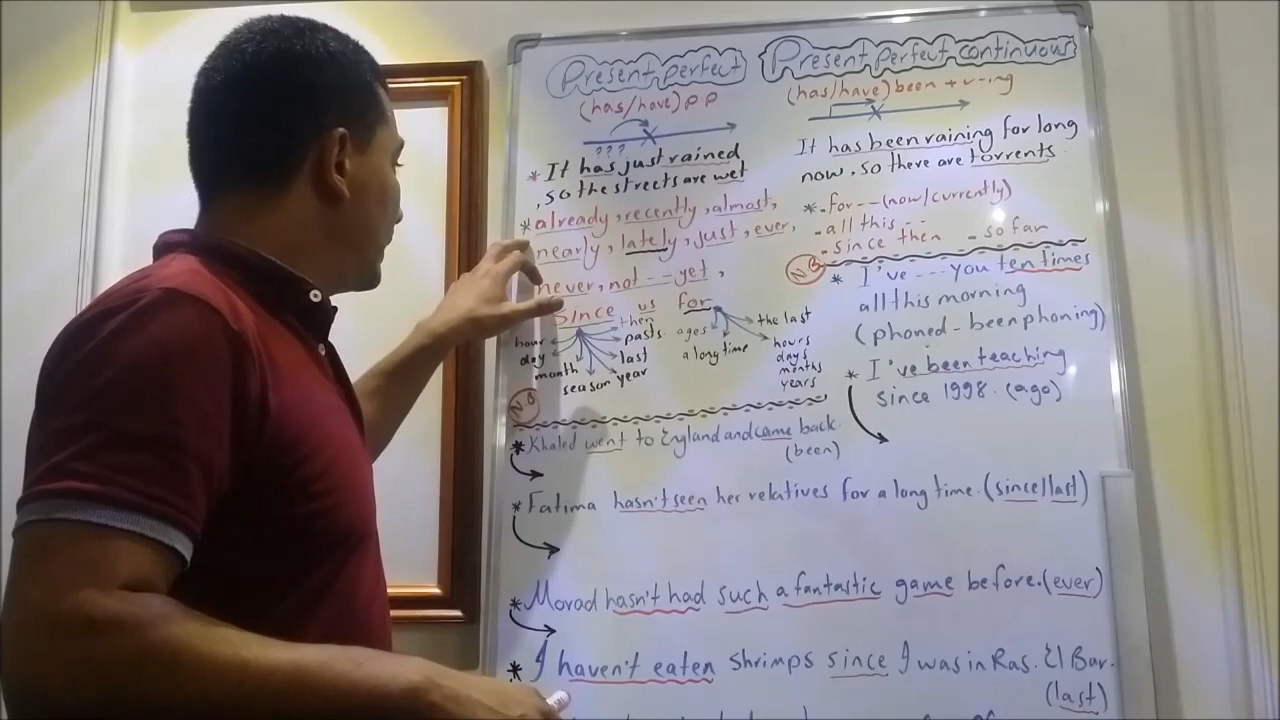 Present perfect
(has/have) p.p
???
* It has just rained
, so the streets are wet
* already, recently, almost,
nearly, lately, just, ever,
never, not --- yet,
Since
us
then
pasts
last
year
season
month
day
hour
for
ages
a long time
the last
hours
days
months
years
Present perfect continuous
(has/have) been + v--ing
It has been raining for long
now, so there are torrents.
* - for --- (now/currently)
- all this --
- since then - so far
N.B
* I've --- you ten times
all this morning
(phoned - been phoning)
* I've been teaching
since 1998. (ago)
N.B
* Khaled went to England and came back.
(been)
* Fatima hasn't seen her relatives for a long time. (since/last)
* Morad hasn't had such a fantastic game before. (ever)
* I haven't eaten shrimps since I was in Ras El Bar.
(last)